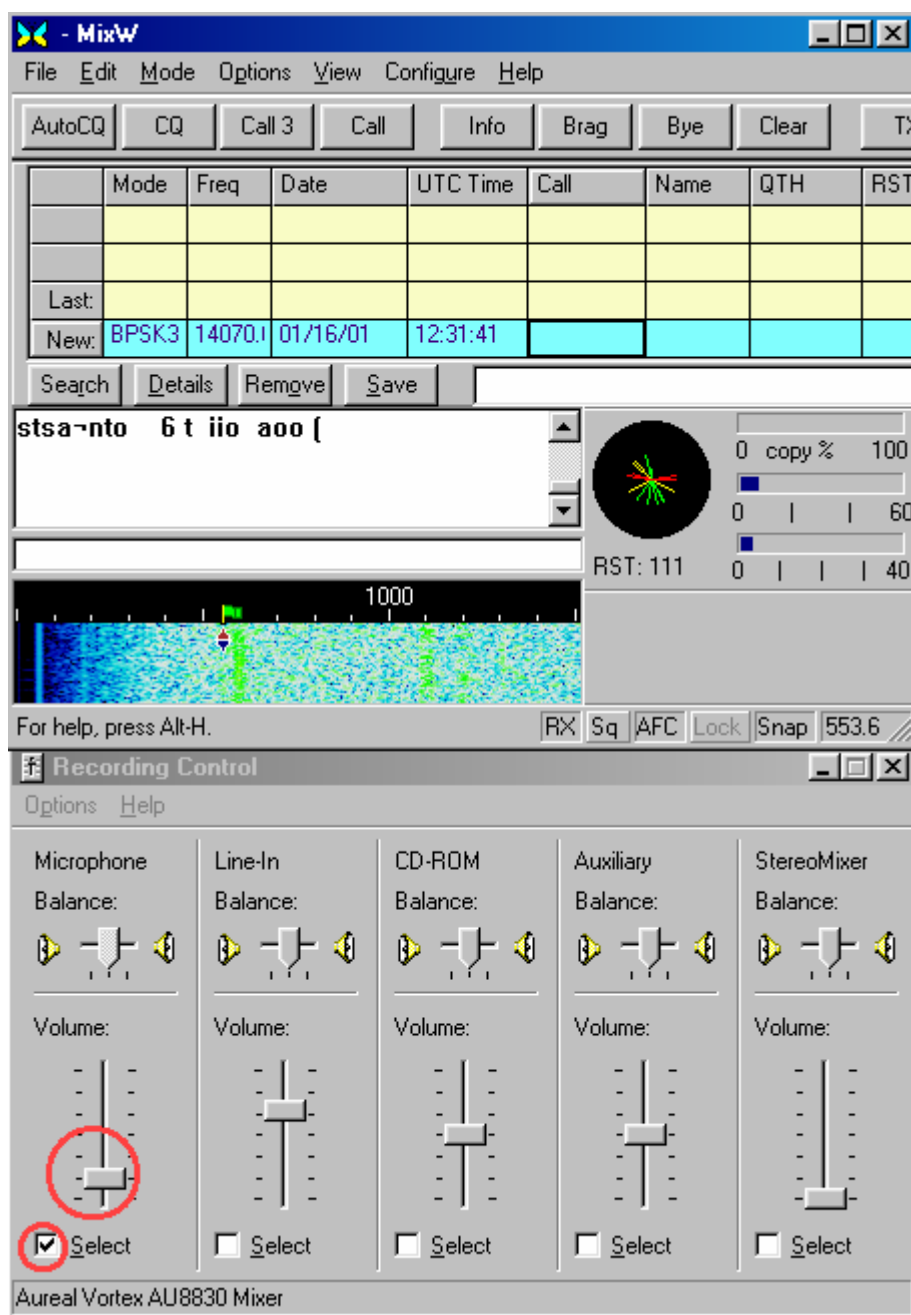 - MixW
File Edit Mode Options View Configure Help
AutoCQ CQ Call 3 Call Info Brag Bye Clear TX
Mode Freq Date UTC Time Call Name QTH RST
Last:
New: BPSK3 14070. 01/16/01 12:31:41
Search Details Remove Save
stsa¬nto 6 t iio aoo (
0 copy % 100
0 60
RST: 111 0 40
1000
For help, press Alt-H. RX Sq AFC Lock Snap 553.6
Recording Control
Options Help
Microphone Line-In CD-ROM Auxiliary StereoMixer
Balance: Balance: Balance: Balance: Balance:
Volume: Volume: Volume: Volume: Volume:
Select Select Select Select Select
Aureal Vortex AU8830 Mixer